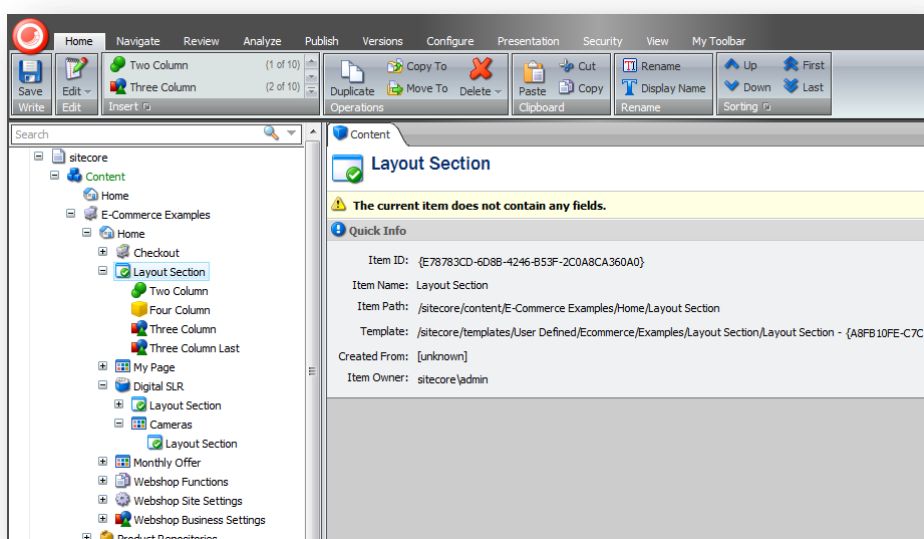 Home Navigate Review Analyze Publish Versions Configure Presentation Security View My Toolbar
Save
Write
Edit
Edit
Two Column (1 of 10)
Three Column (2 of 10)
Insert
Duplicate
Copy To
Move To
Delete
Operations
Paste
Cut
Copy
Clipboard
Rename
Display Name
Rename
Up
Down
First
Last
Sorting
Search
sitecore
Content
Home
E-Commerce Examples
Home
Checkout
Layout Section
Two Column
Four Column
Three Column
Three Column Last
My Page
Digital SLR
Layout Section
Cameras
Layout Section
Monthly Offer
Webshop Functions
Webshop Site Settings
Webshop Business Settings
Product Repositories
Content
Layout Section
The current item does not contain any fields.
Quick Info
Item ID: {E78783CD-6D8B-4246-B53F-2C0A8CA360A0}
Item Name: Layout Section
Item Path: /sitecore/content/E-Commerce Examples/Home/Layout Section
Template: /sitecore/templates/User Defined/Ecommerce/Examples/Layout Section/Layout Section - {A8FB10FE-C7C
Created From: [unknown]
Item Owner: sitecore\admin